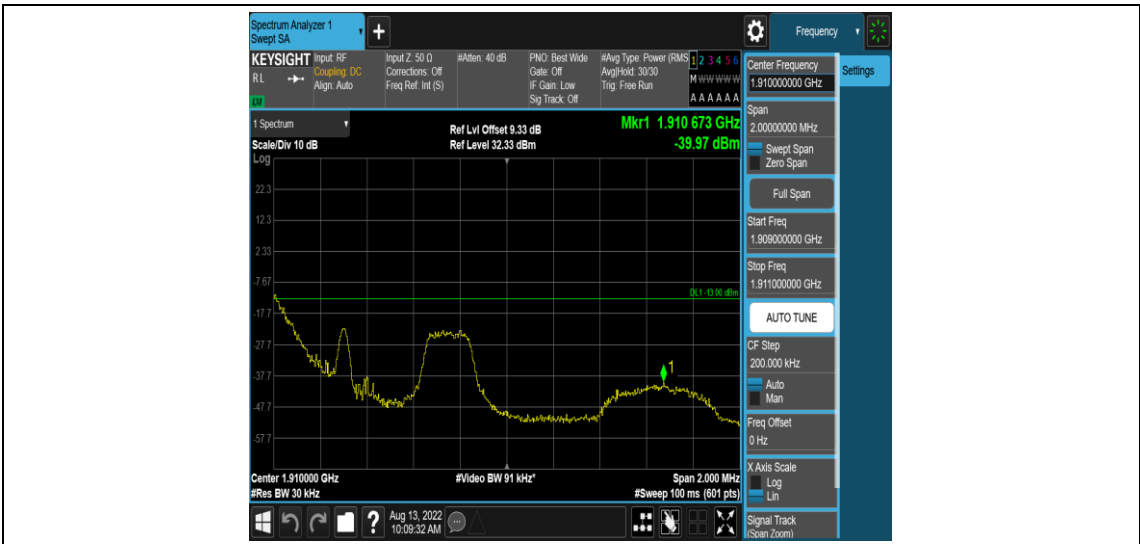 Spectrum Analyzer 1
Swept SA
+
Frequency
KEYSIGHT
RL
LNI
Input: RF
Coupling: DC
Align: Auto
Input Z: 50 Ω
Corrections: Off
Freq Ref: Int (S)
#Atten: 40 dB
PNO: Best Wide
Gate: Off
IF Gain: Low
Sig Track: Off
#Avg Type: Power (RMS
Avg|Hold: 30/30
Trig: Free Run
1 2 3 4 5 6
M W W W W W
A A A A A A
1 Spectrum
Scale/Div 10 dB
Log
Ref Lvl Offset 9.33 dB
Ref Level 32.33 dBm
Mkr1 1.910 673 GHz
-39.97 dBm
22.3
12.3
2.33
-7.67
-17.7
-27.7
-37.7
-47.7
-57.7
DL1 -13.00 dBm
1
Center 1.910000 GHz
#Res BW 30 kHz
#Video BW 91 kHz*
Span 2.000 MHz
#Sweep 100 ms (601 pts)
Center Frequency
1.910000000 GHz
Settings
Span
2.00000000 MHz
Swept Span
Zero Span
Full Span
Start Freq
1.909000000 GHz
Stop Freq
1.911000000 GHz
AUTO TUNE
CF Step
200.000 kHz
Auto
Man
Freq Offset
0 Hz
X Axis Scale
Log
Lin
Signal Track
(Span Zoom)
?
Aug 13, 2022
10:09:32 AM